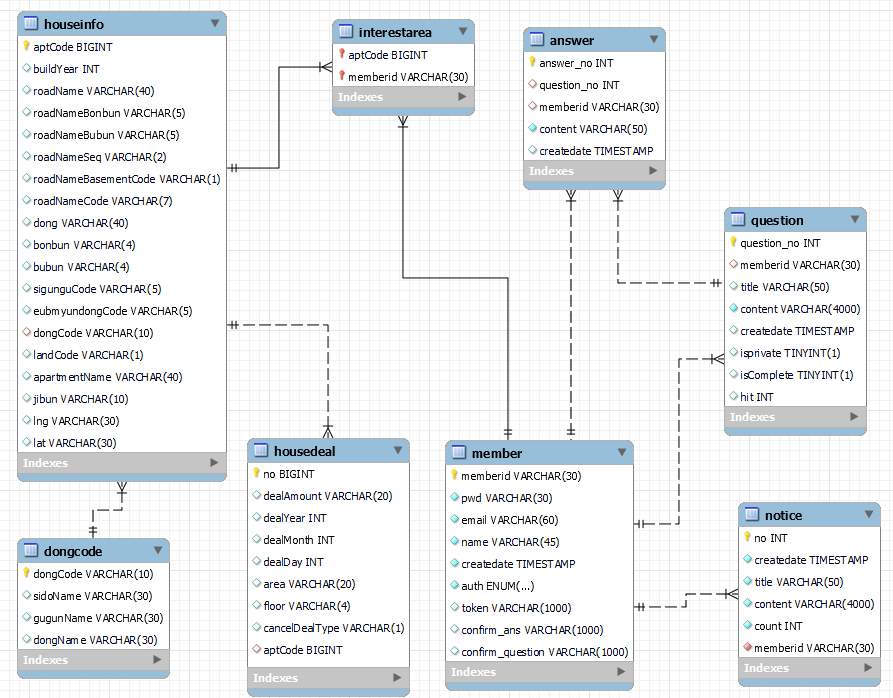 houseinfo
aptCode BIGINT
buildYear INT
roadName VARCHAR(40)
roadNameBonbun VARCHAR(5)
roadNameBubun VARCHAR(5)
roadNameSeq VARCHAR(2)
roadNameBasementCode VARCHAR(1)
roadNameCode VARCHAR(7)
dong VARCHAR(40)
bonbun VARCHAR(4)
bubun VARCHAR(4)
sigunguCode VARCHAR(5)
eubmyundongCode VARCHAR(5)
dongCode VARCHAR(10)
landCode VARCHAR(1)
apartmentName VARCHAR(40)
jibun VARCHAR(10)
lng VARCHAR(30)
lat VARCHAR(30)
Indexes
interestarea
aptCode BIGINT
memberid VARCHAR(30)
Indexes
answer
answer_no INT
question_no INT
memberid VARCHAR(30)
content VARCHAR(50)
createdate TIMESTAMP
Indexes
question
question_no INT
memberid VARCHAR(30)
title VARCHAR(50)
content VARCHAR(4000)
createdate TIMESTAMP
isprivate TINYINT(1)
isComplete TINYINT(1)
hit INT
Indexes
dongcode
dongCode VARCHAR(10)
sidoName VARCHAR(30)
gugunName VARCHAR(30)
dongName VARCHAR(30)
Indexes
housedeal
no BIGINT
dealAmount VARCHAR(20)
dealYear INT
dealMonth INT
dealDay INT
area VARCHAR(20)
floor VARCHAR(4)
cancelDealType VARCHAR(1)
aptCode BIGINT
Indexes
member
memberid VARCHAR(30)
pwd VARCHAR(30)
email VARCHAR(60)
name VARCHAR(45)
createdate TIMESTAMP
auth ENUM(...)
token VARCHAR(1000)
confirm_ans VARCHAR(1000)
confirm_question VARCHAR(1000)
Indexes
notice
no INT
createdate TIMESTAMP
title VARCHAR(50)
content VARCHAR(4000)
count INT
memberid VARCHAR(30)
Indexes